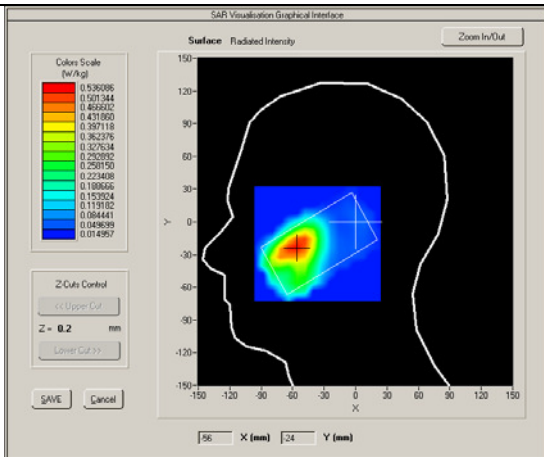 SAR Visualisation Graphical Interface
Surface Radiated Intensity
Zoom In/Out
Colors Scale
(W/kg)
0.536086
0.501344
0.466602
0.431860
0.397118
0.362376
0.327634
0.292892
0.258150
0.223408
0.188666
0.153924
0.119182
0.084441
0.049699
0.014957
Z-Cuts Control
<< Upper Cut
Z = 0.2 mm
Lower Cut >>
SAVE Cancel
150
120
90
60
30
0
-30
-60
-90
-120
-150
Y
-150 -120 -90 -60 -30 0 30 60 90 120 150
X
-56 X (mm) -24 Y (mm)